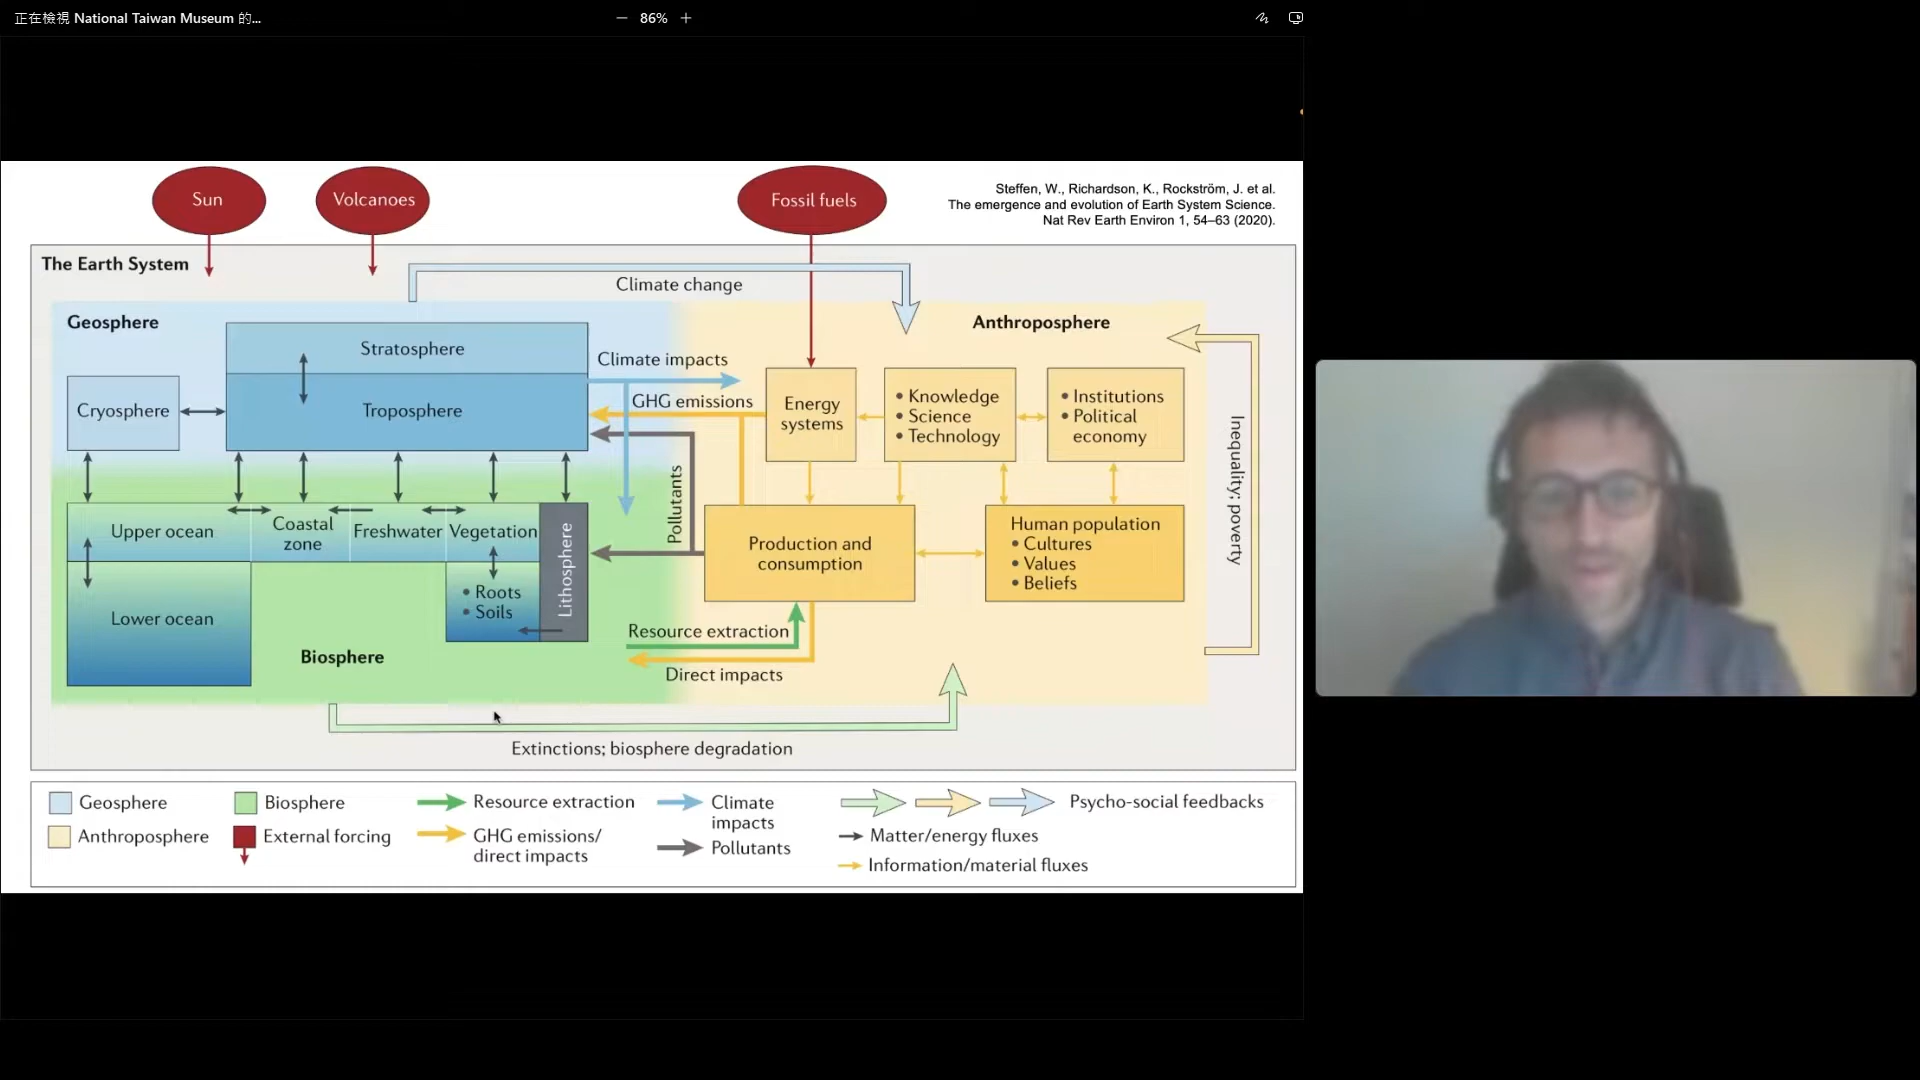 正在檢視 National Taiwan Museum 的...
86%
Sun
Volcanoes
Fossil fuels
Steffen, W., Richardson, K., Rockström, J. et al.
The emergence and evolution of Earth System Science.
Nat Rev Earth Environ 1, 54–63 (2020).
The Earth System
Climate change
Geosphere
Anthroposphere
Stratosphere
Climate impacts
Cryosphere
Troposphere
GHG emissions
Energy
systems
• Knowledge
• Science
• Technology
• Institutions
• Political
economy
Inequality; poverty
Pollutants
Upper ocean
Coastal
zone
Freshwater
Vegetation
Lithosphere
Production and
consumption
Human population
• Cultures
• Values
• Beliefs
• Roots
• Soils
Lower ocean
Biosphere
Resource extraction
Direct impacts
Extinctions; biosphere degradation
Geosphere
Biosphere
Resource extraction
Climate
impacts
Psycho-social feedbacks
Anthroposphere
External forcing
GHG emissions/
direct impacts
Pollutants
Matter/energy fluxes
Information/material fluxes